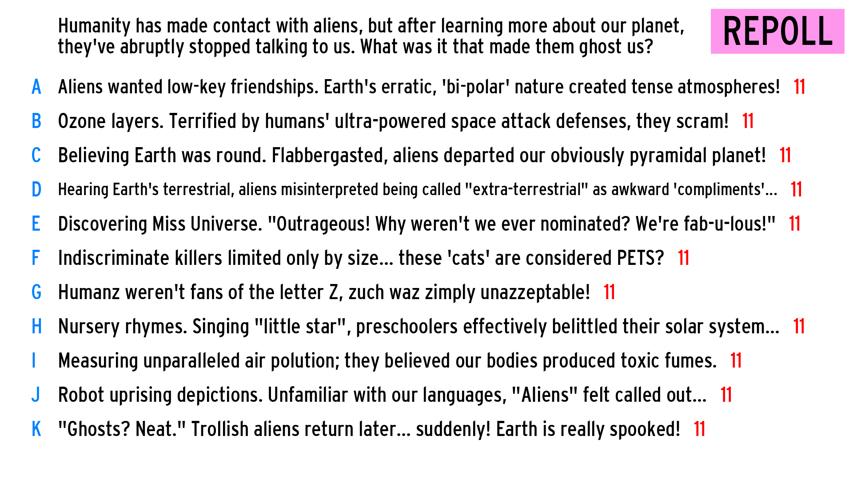 Humanity has made contact with aliens, but after learning more about our planet,
they've abruptly stopped talking to us. What was it that made them ghost us?
REPOLL
A Aliens wanted low-key friendships. Earth's erratic, 'bi-polar' nature created tense atmospheres! 11
B Ozone layers. Terrified by humans' ultra-powered space attack defenses, they scram! 11
C Believing Earth was round. Flabbergasted, aliens departed our obviously pyramidal planet! 11
D Hearing Earth's terrestrial, aliens misinterpreted being called "extra-terrestrial" as awkward 'compliments'... 11
E Discovering Miss Universe. "Outrageous! Why weren't we ever nominated? We're fab-u-lous!" 11
F Indiscriminate killers limited only by size... these 'cats' are considered PETS? 11
G Humanz weren't fans of the letter Z, zuch waz zimply unazzeptable! 11
H Nursery rhymes. Singing "little star", preschoolers effectively belittled their solar system... 11
I Measuring unparalleled air polution; they believed our bodies produced toxic fumes. 11
J Robot uprising depictions. Unfamiliar with our languages, "Aliens" felt called out... 11
K "Ghosts? Neat." Trollish aliens return later... suddenly! Earth is really spooked! 11